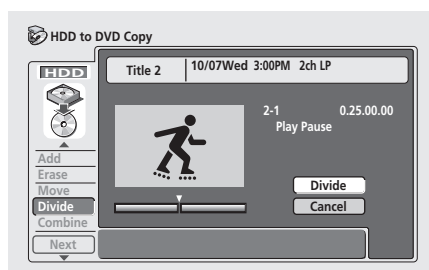 HDD to DVD Copy
HDD
Title 2
10/07Wed 3:00PM 2ch LP
2-1 0.25.00.00
Play Pause
Add
Erase
Move
Divide
Combine
Next
Divide
Cancel